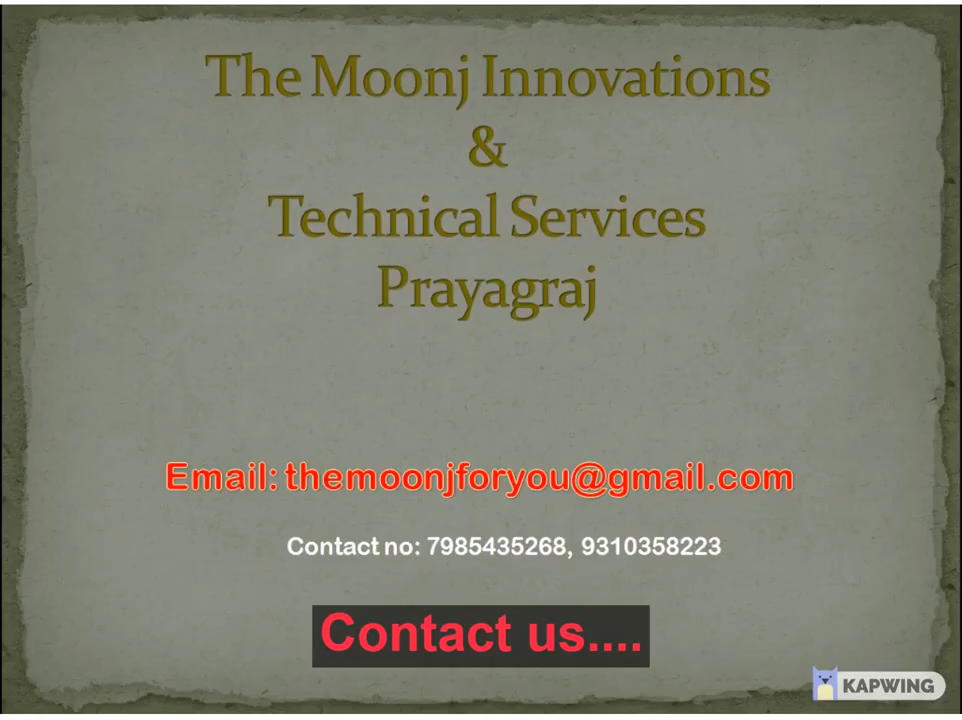 The Moonj Innovations
&
Technical Services
Prayagraj
Email: themoonjforyou@gmail.com
Contact no: 7985435268, 9310358223
Contact us....
KAPWING